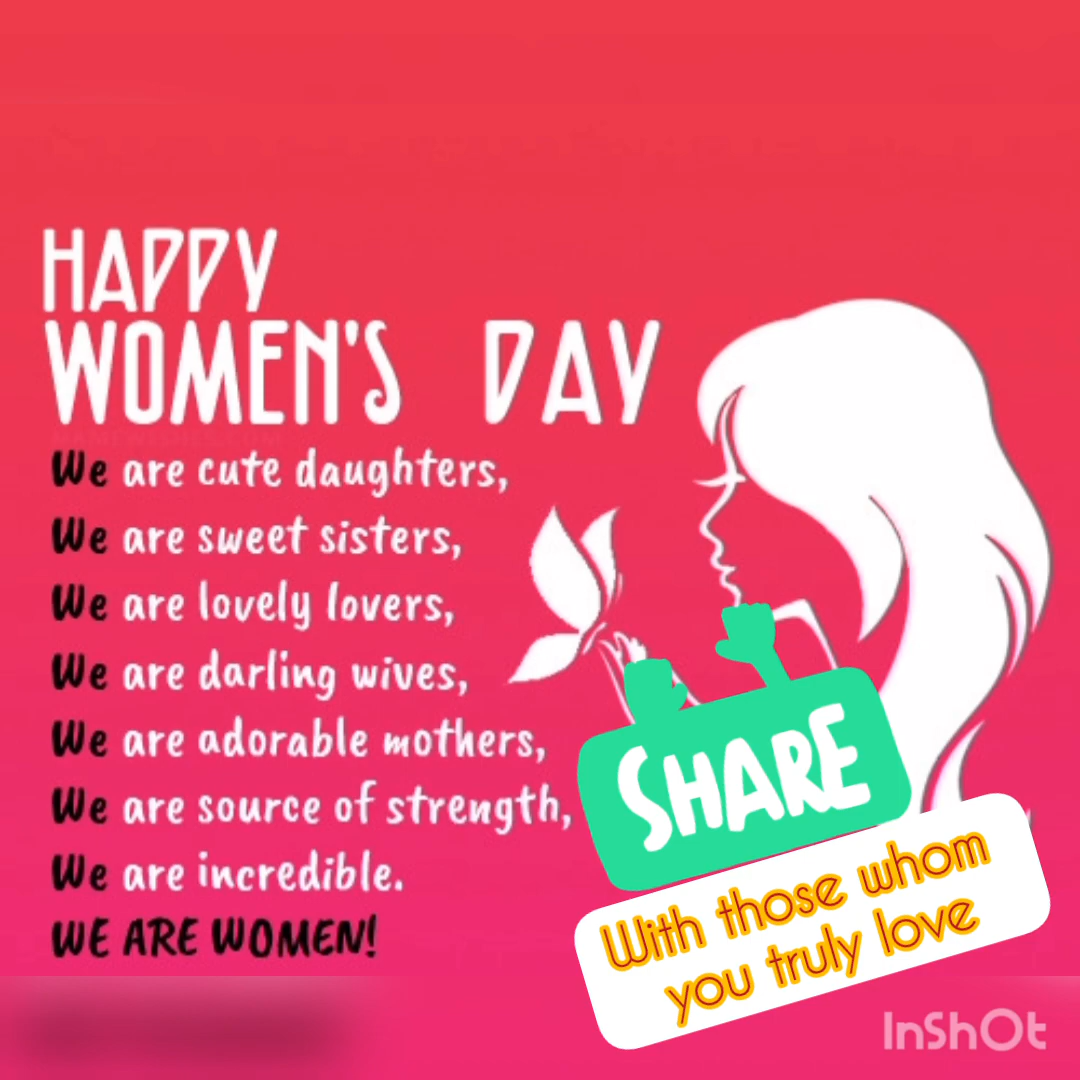 HAPPY
WOMEN'S DAY
We are cute daughters,
We are sweet sisters,
We are lovely lovers,
We are darling wives,
We are adorable mothers,
We are source of strength,
We are incredible.
WE ARE WOMEN!
SHARE
With those whom
you truly love
InShOt